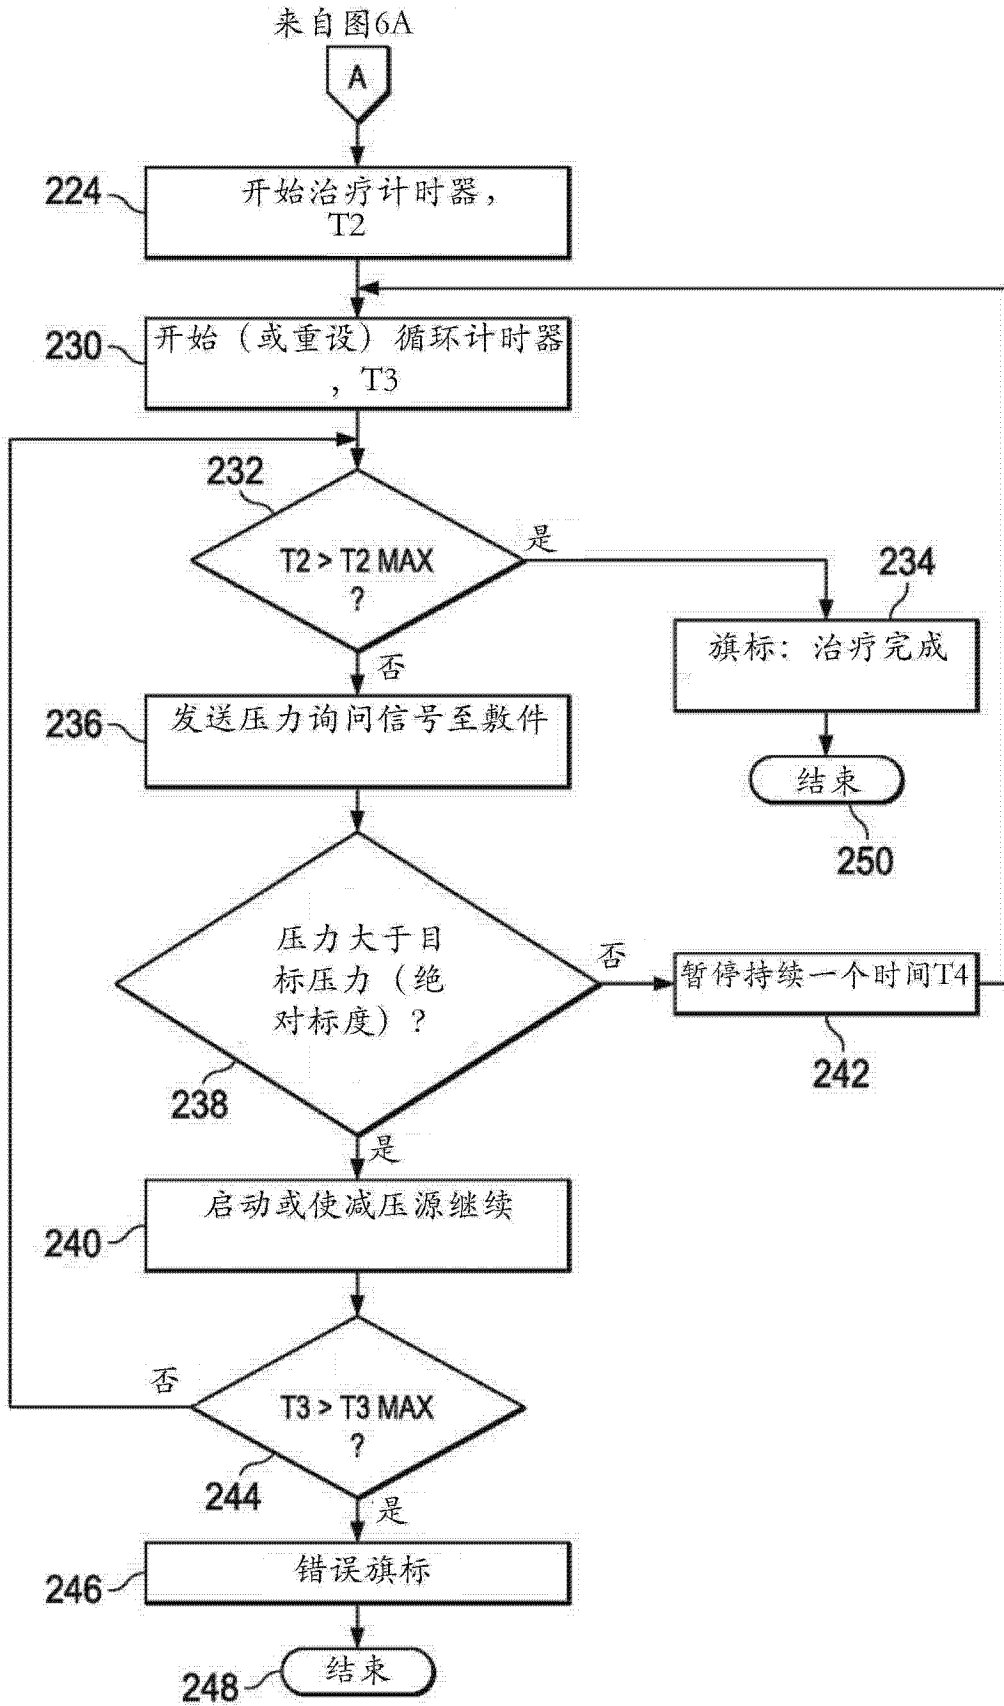 来自图6A
A
224
开始治疗计时器，
T2
230
开始（或重设）循环计时器
，T3
232
T2 > T2 MAX
?
是
否
234
旗标：治疗完成
结束
250
236
发送压力询问信号至敷件
压力大于目
标压力（绝
对标度）?
238
否
暂停持续一个时间T4
242
是
240
启动或使减压源继续
T3 > T3 MAX
?
否
244
是
246
错误旗标
248
结束